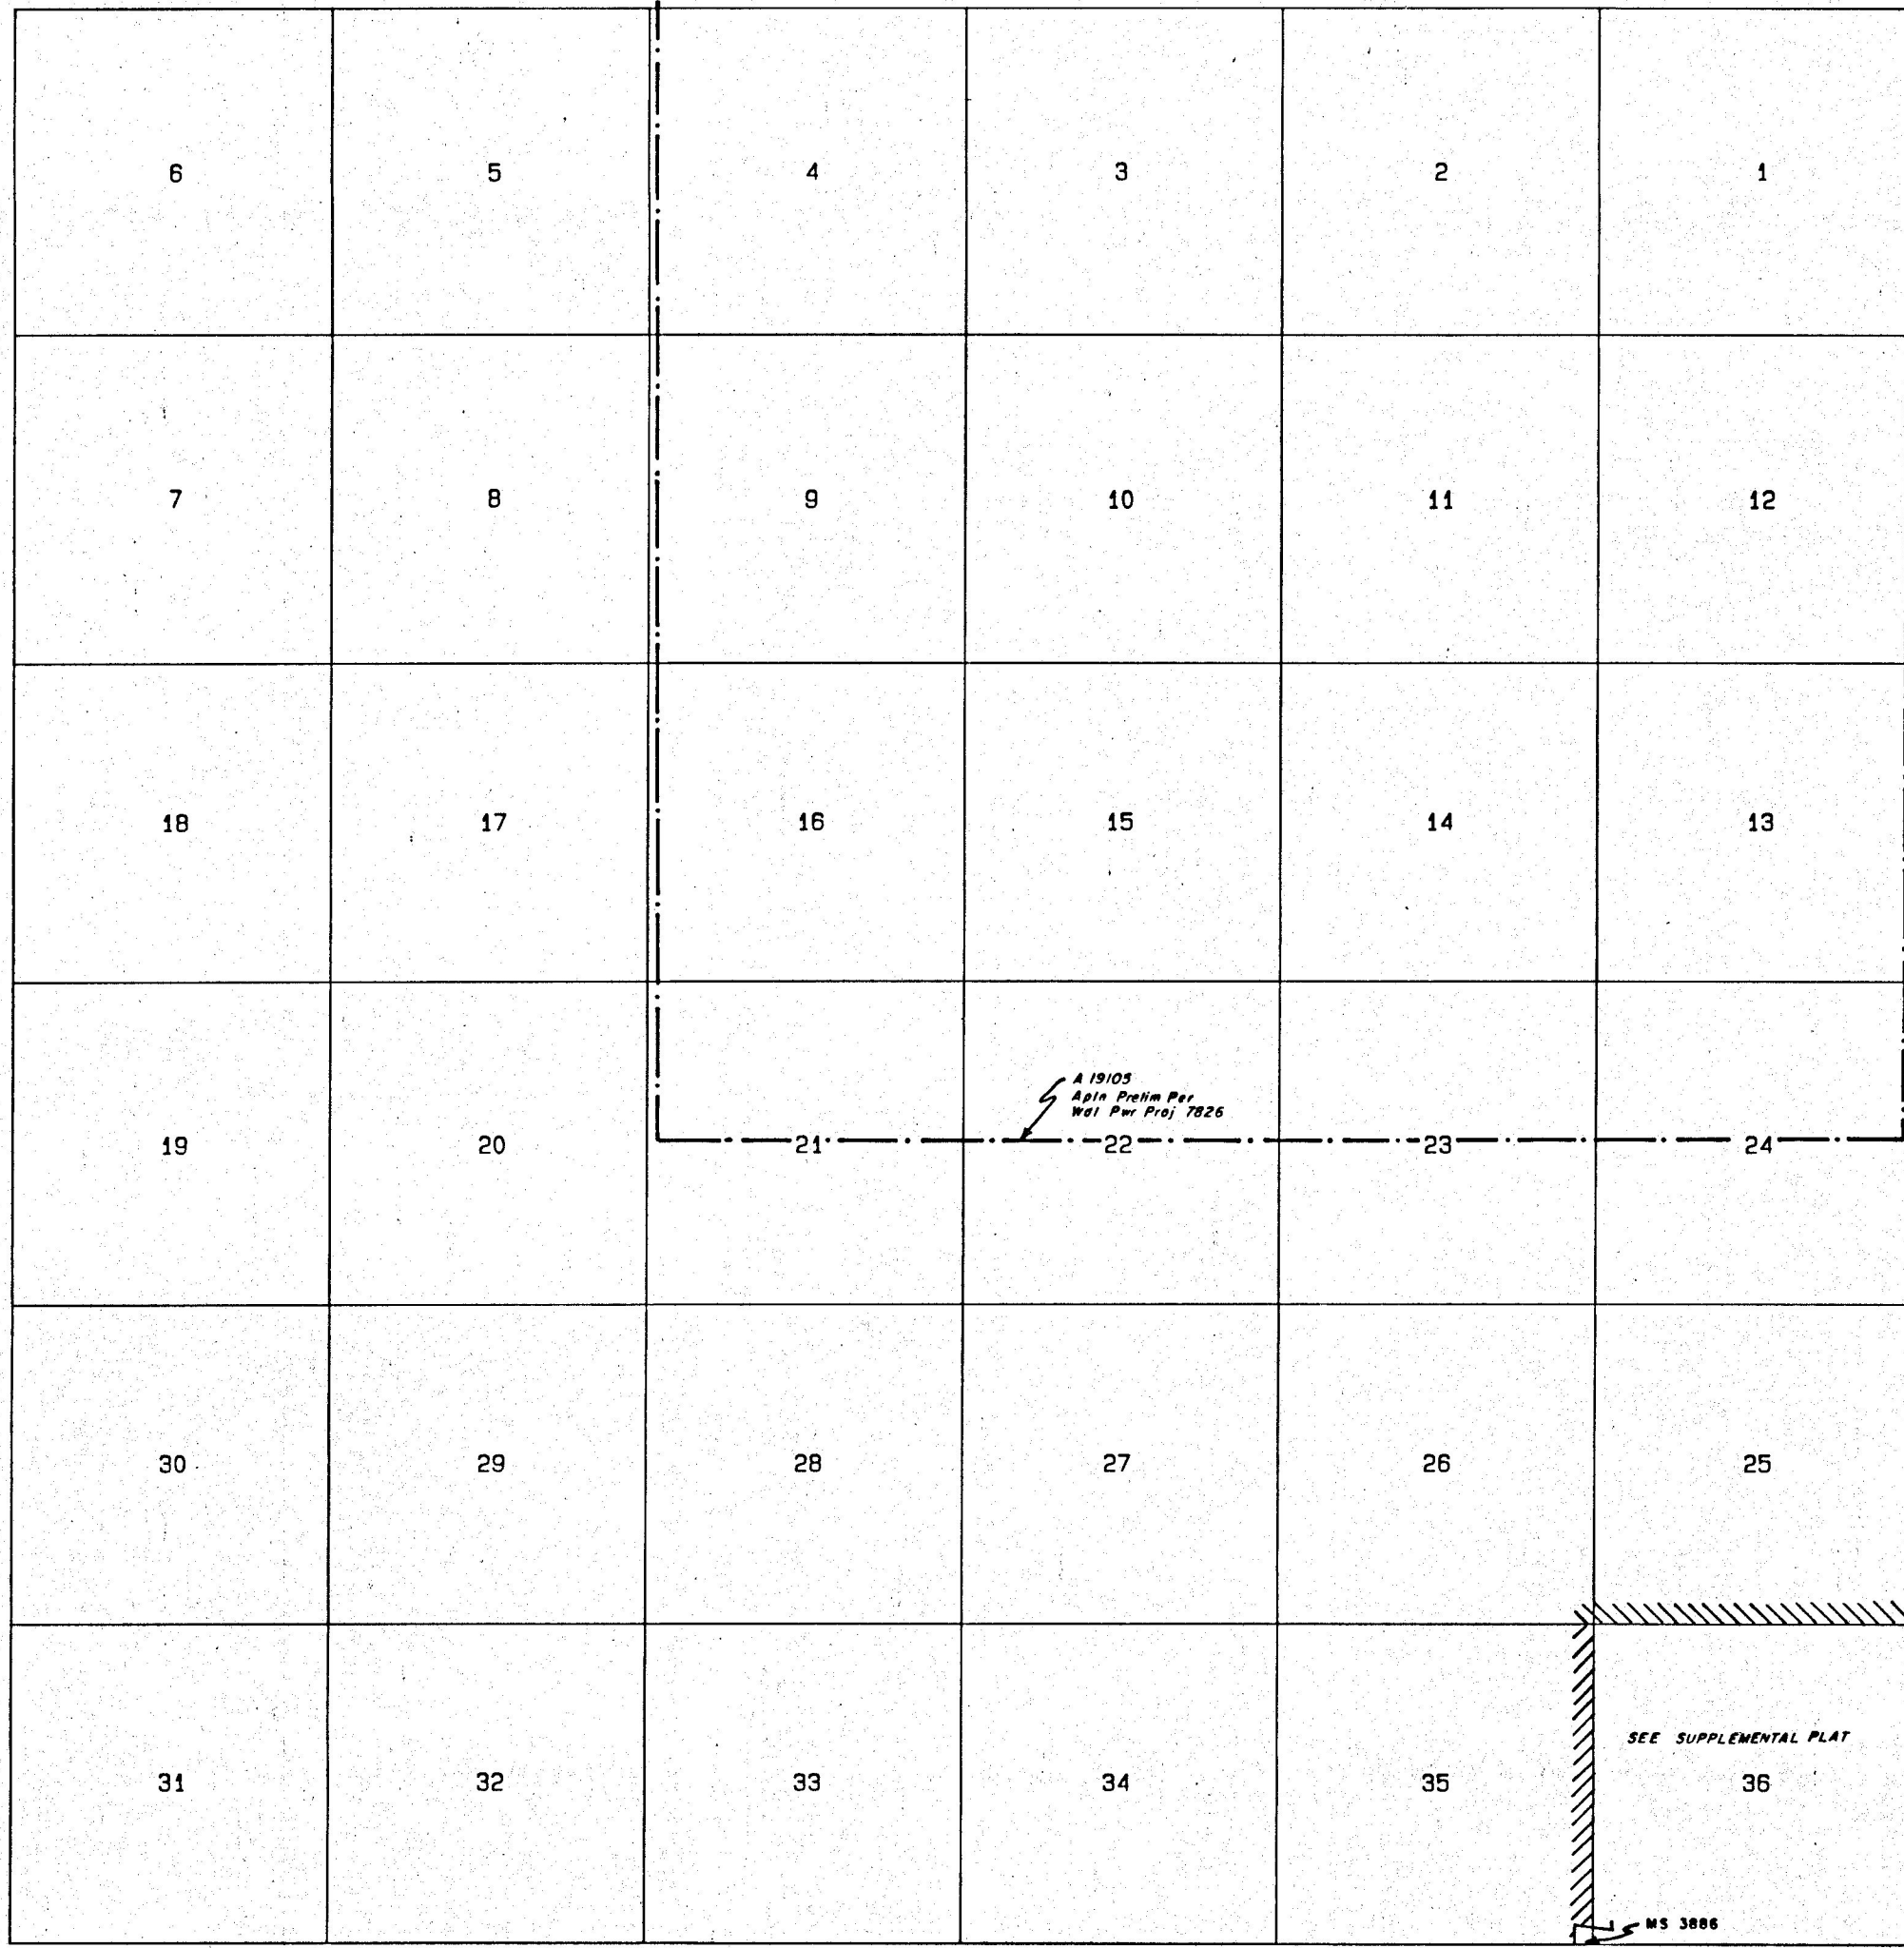 6 5 4 3 2 1
7 8 9 10 11 12
18 17 16 15 14 13
A 19105
Apln Prelim Per
Wdl Pwr Proj 7826
19 20 21 22 23 24
30 29 28 27 26 25
SEE SUPPLEMENTAL PLAT
31 32 33 34 35 36
MS 3886